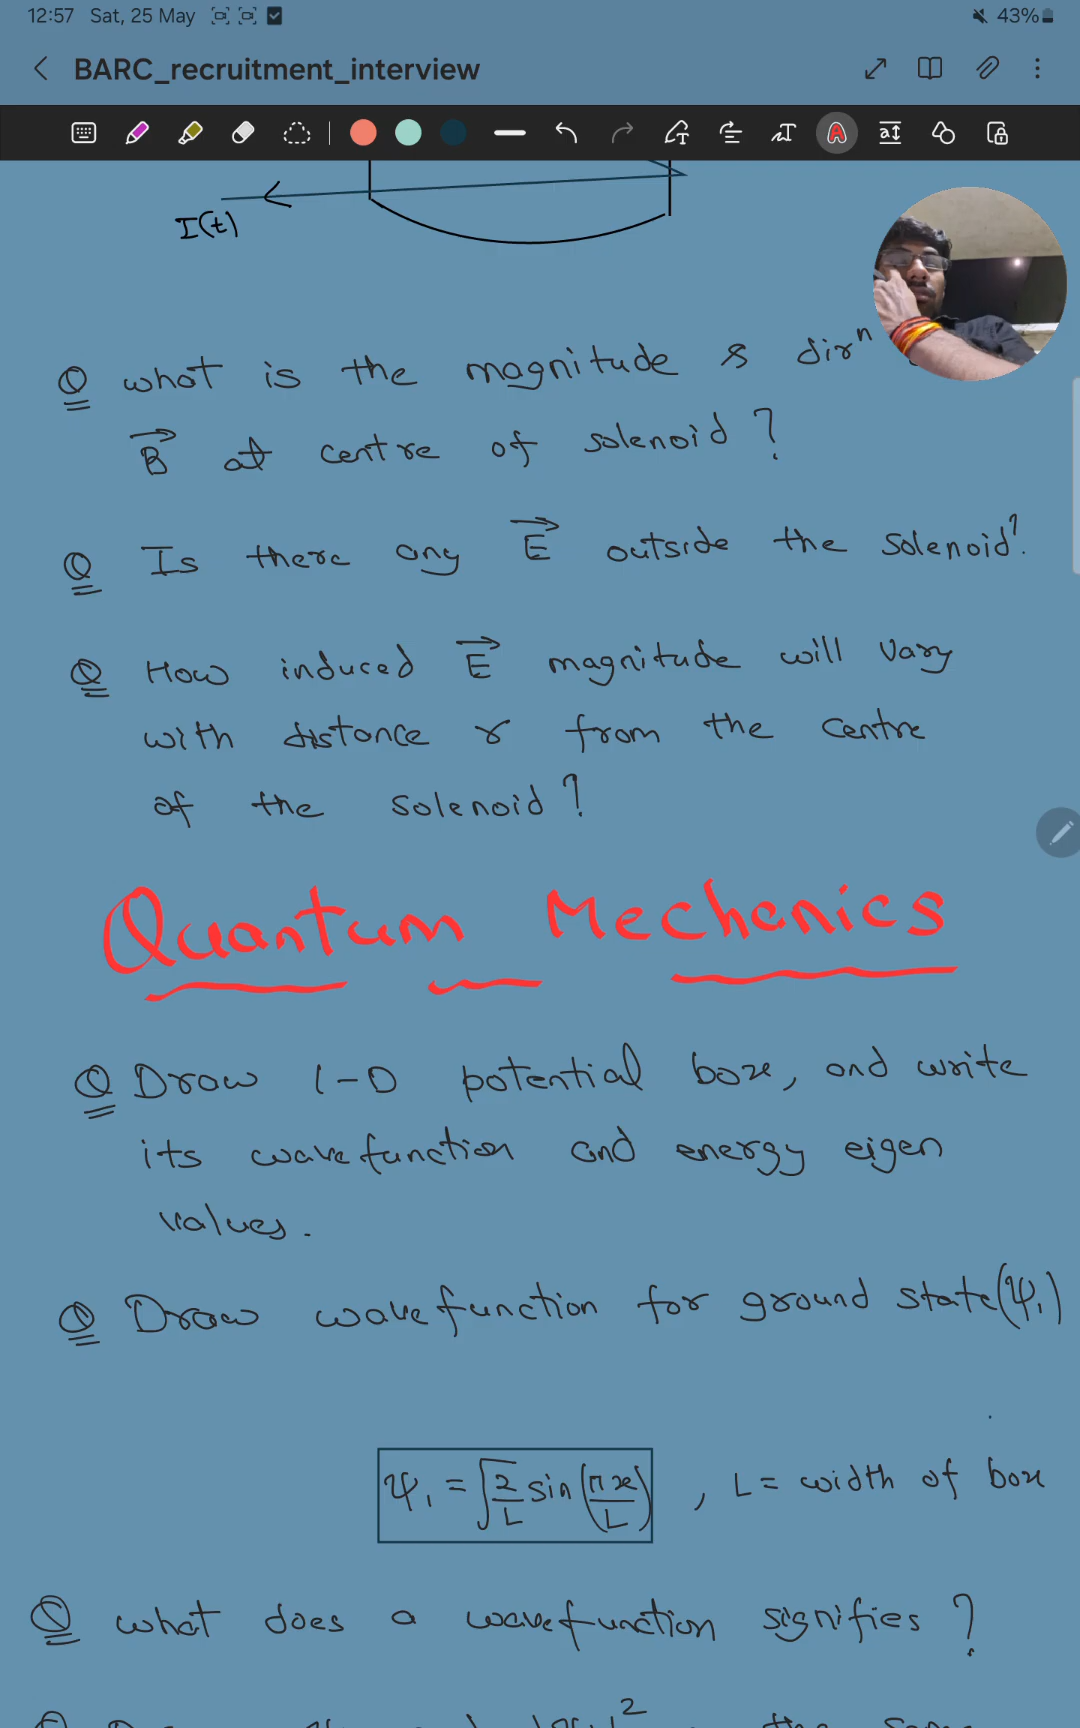 12:57 Sat, 25 May 43%
BARC_recruitment_interview
I(t)
Q what is the magnitude & dirⁿ
B⃗ at centre of solenoid ?
Q Is there any E⃗ outside the solenoid?
Q How induced E⃗ magnitude will vary
with distance r from the centre
of the solenoid ?
Quantum Mechanics
Q Draw 1-D potential box, and write
its wavefunction and energy eigen
values.
Q Draw wavefunction for ground state (ψ₁)
ψ₁ = √(2/L) sin(πx/L) , L = width of box
Q what does a wavefunction signifies ?